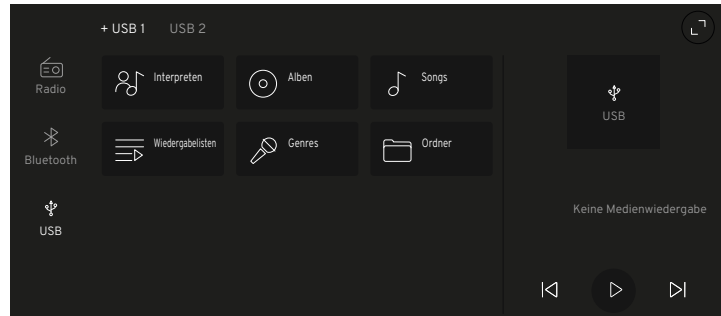 + USB 1 USB 2
Radio
Bluetooth
USB
Interpreten Alben Songs
Wiedergabelisten Genres Ordner
USB
Keine Medienwiedergabe